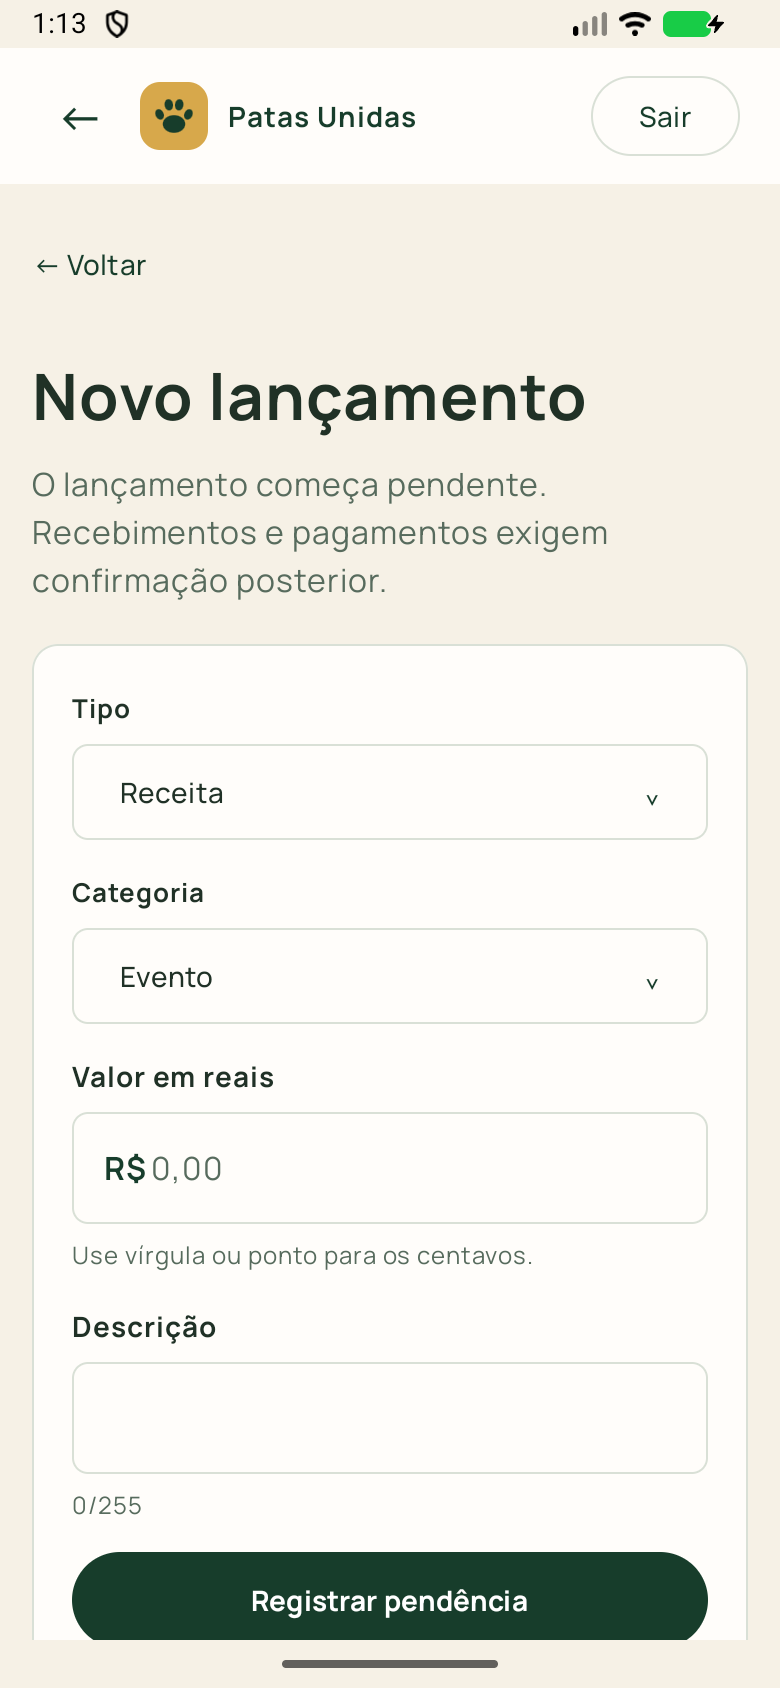 1:13
← Patas Unidas
Sair
← Voltar
Novo lançamento
O lançamento começa pendente.
Recebimentos e pagamentos exigem
confirmação posterior.
Tipo
Receita
Categoria
Evento
Valor em reais
R$ 0,00
Use vírgula ou ponto para os centavos.
Descrição
0/255
Registrar pendência